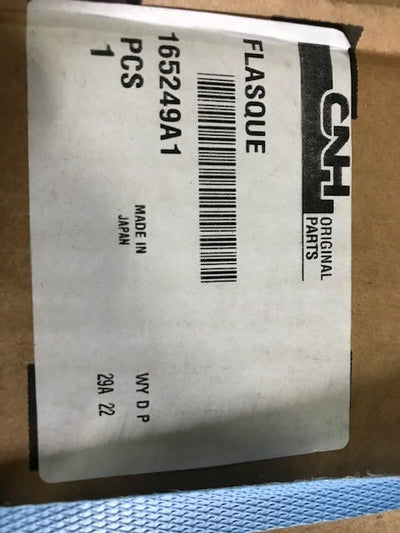 CNH
ORIGINAL
PARTS
FLASQUE
165249A1
PCS
1
MADE IN
JAPAN
WY D P
29A 22